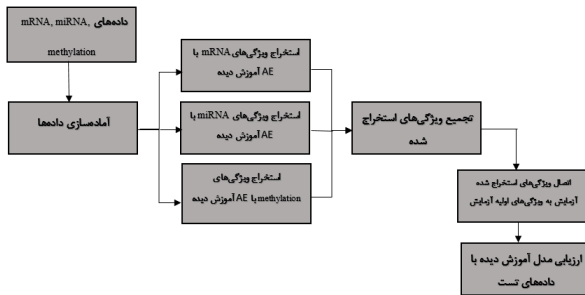 داده‌های mRNA, miRNA,
methylation
آماده‌سازی داده‌ها
استخراج ویژگی‌های mRNA با
AE آموزش دیده
استخراج ویژگی‌های miRNA با
AE آموزش دیده
استخراج ویژگی‌های
methylation با AE آموزش دیده
تجمیع ویژگی‌های استخراج
شده
اتصال ویژگی‌های استخراج شده
آزمایش به ویژگی‌های اولیه آزمایش
ارزیابی مدل آموزش دیده با
داده‌های تست